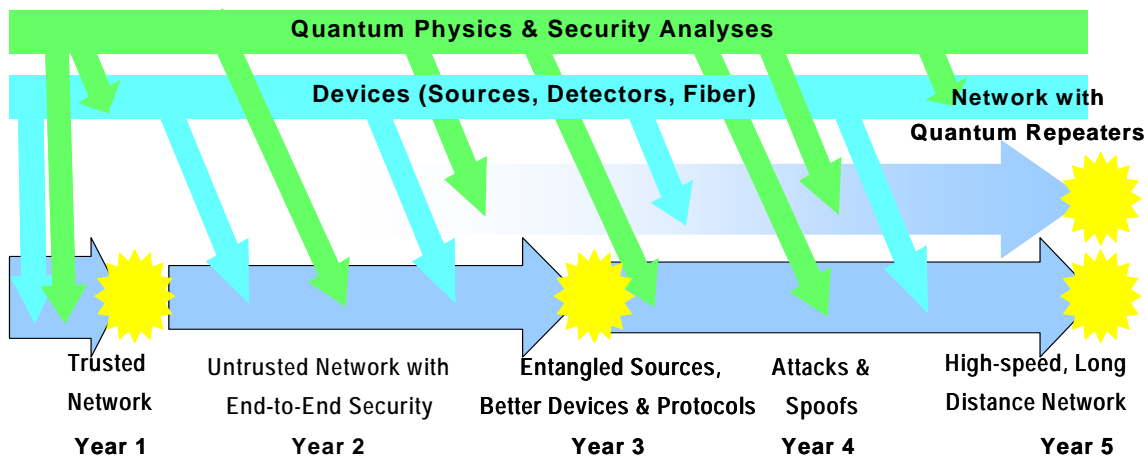 Quantum Physics & Security Analyses
Devices (Sources, Detectors, Fiber)
Network with
Quantum Repeaters
Trusted
Network
Year 1
Untrusted Network with
End-to-End Security
Year 2
Entangled Sources,
Better Devices & Protocols
Year 3
Attacks &
Spoofs
Year 4
High-speed, Long
Distance Network
Year 5